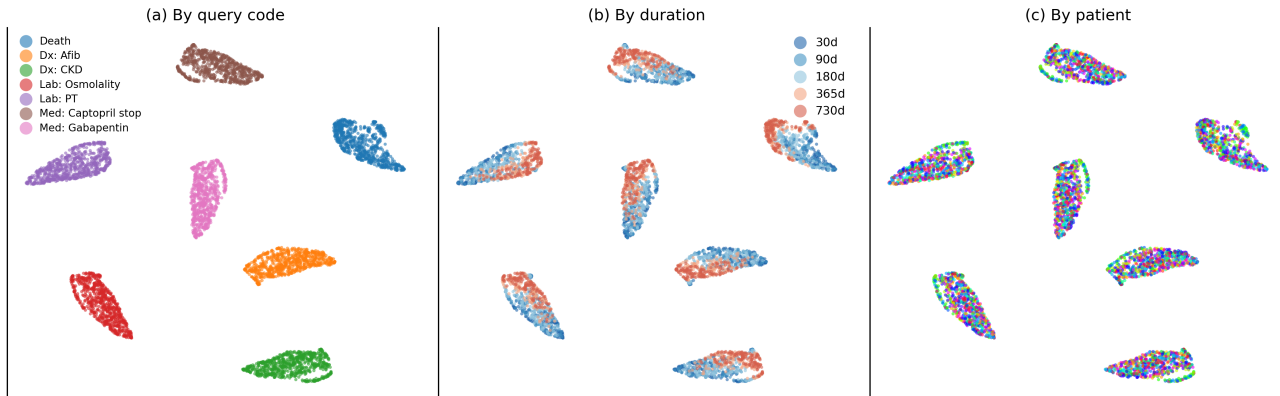 (a) By query code
Death
Dx: Afib
Dx: CKD
Lab: Osmolality
Lab: PT
Med: Captopril stop
Med: Gabapentin
(b) By duration
30d
90d
180d
365d
730d
(c) By patient